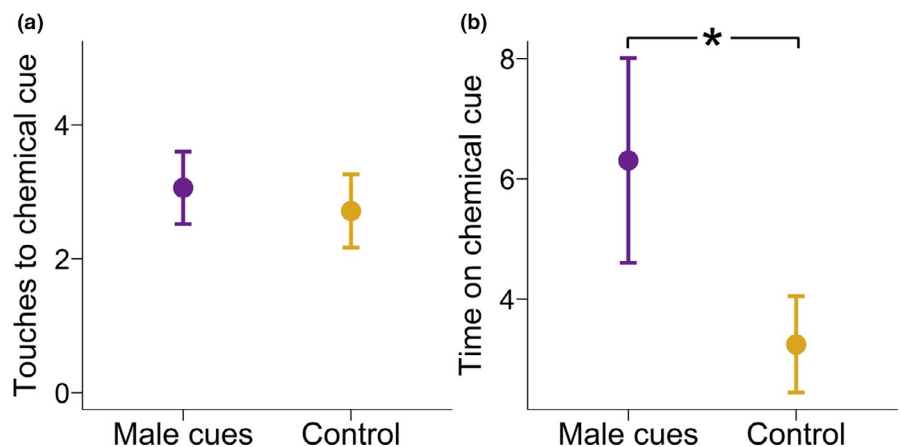 (a)
Touches to chemical cue
4
2
0
Male cues Control
(b)
*
Time on chemical cue
8
6
4
Male cues Control